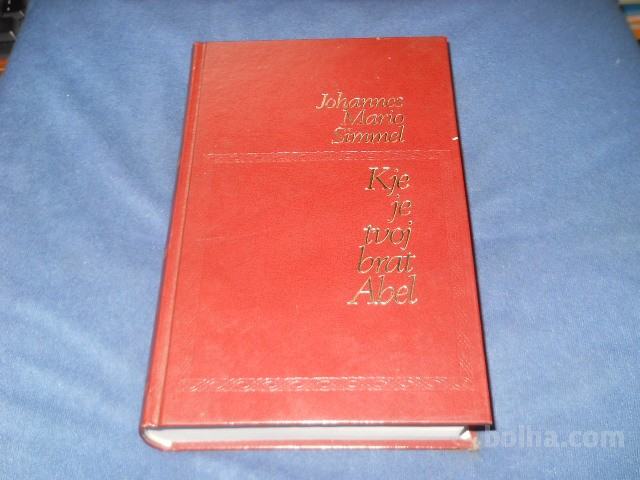 Johannes
Mario
Simmel
Kje
je
tvoj
brat
Abel
bolha.com